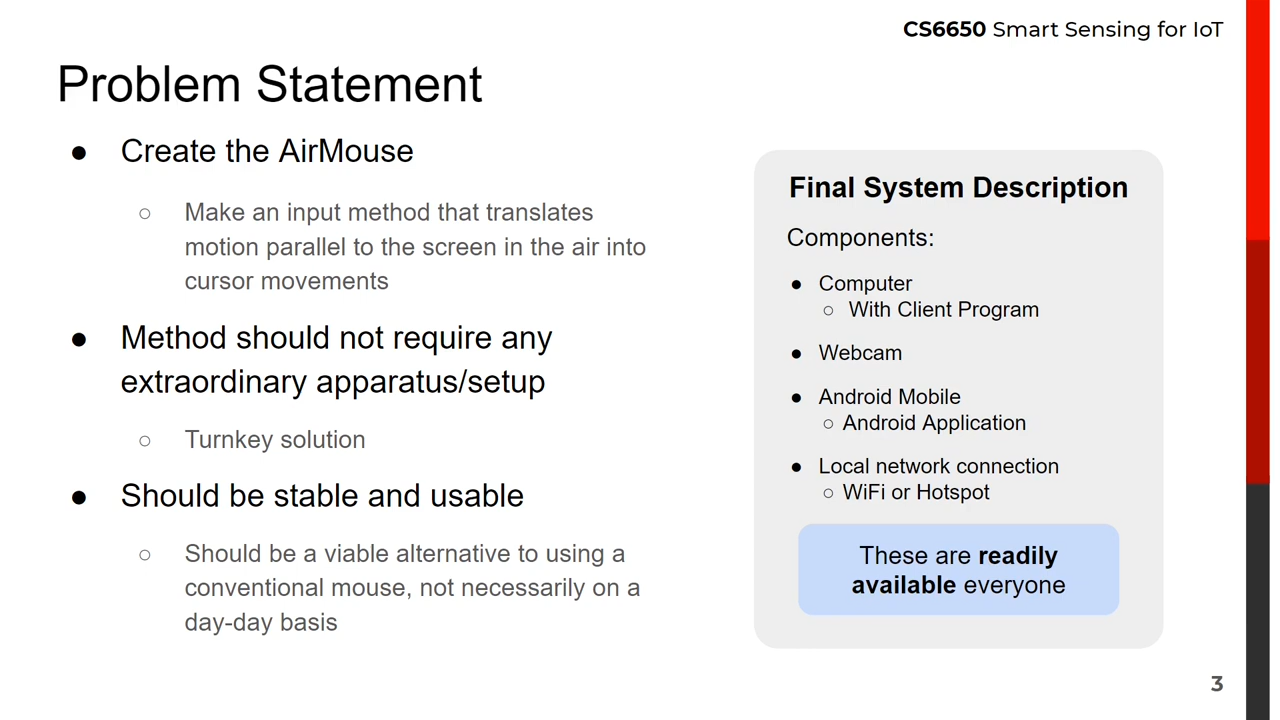 CS6650 Smart Sensing for IoT
Problem Statement
● Create the AirMouse
○ Make an input method that translates
motion parallel to the screen in the air into
cursor movements
● Method should not require any
extraordinary apparatus/setup
○ Turnkey solution
● Should be stable and usable
○ Should be a viable alternative to using a
conventional mouse, not necessarily on a
day-day basis
Final System Description
Components:
● Computer
○ With Client Program
● Webcam
● Android Mobile
○ Android Application
● Local network connection
○ WiFi or Hotspot
These are readily
available everyone
3